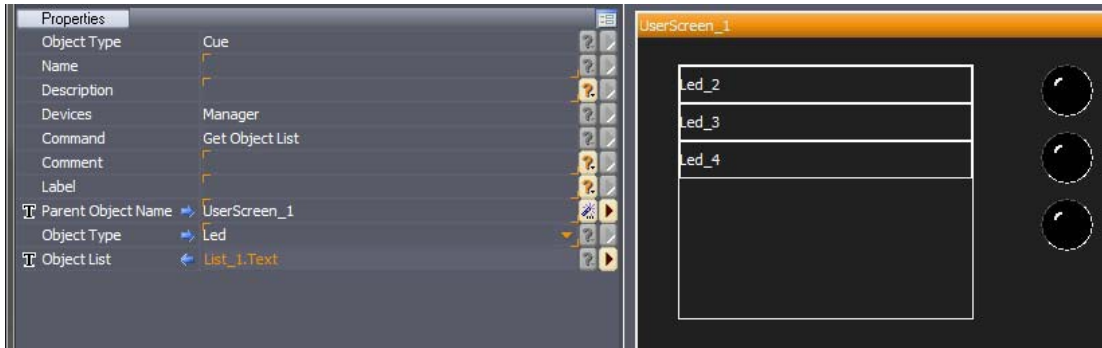 Properties
Object Type Cue
Name
Description
Devices Manager
Command Get Object List
Comment
Label
T Parent Object Name UserScreen_1
Object Type Led
T Object List List_1.Text
UserScreen_1
Led_2
Led_3
Led_4